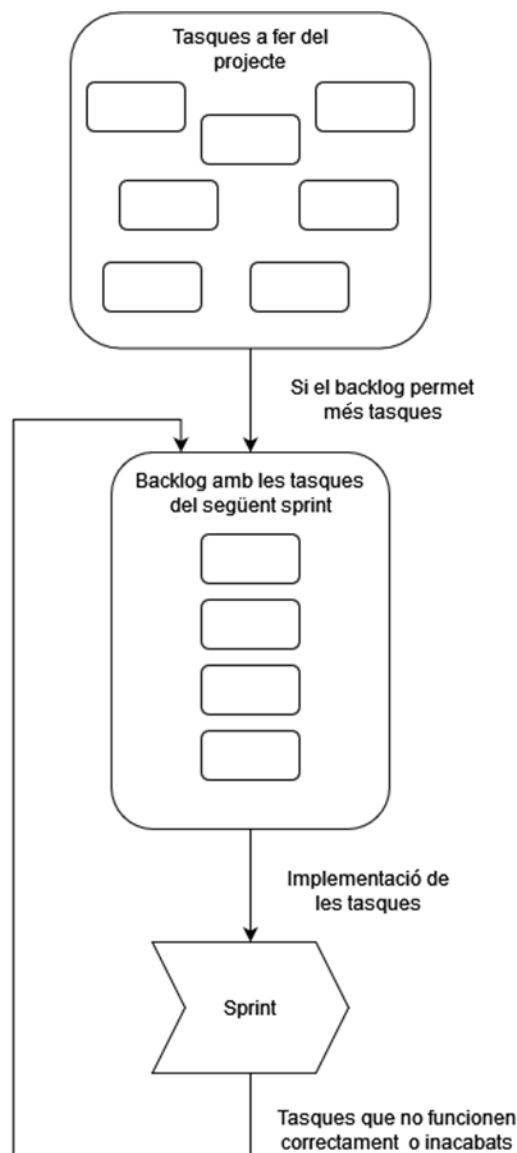 Tasques a fer del
projecte
Si el backlog permet
més tasques
Backlog amb les tasques
del següent sprint
Implementació de
les tasques
Sprint
Tasques que no funcionen
correctament o inacabats